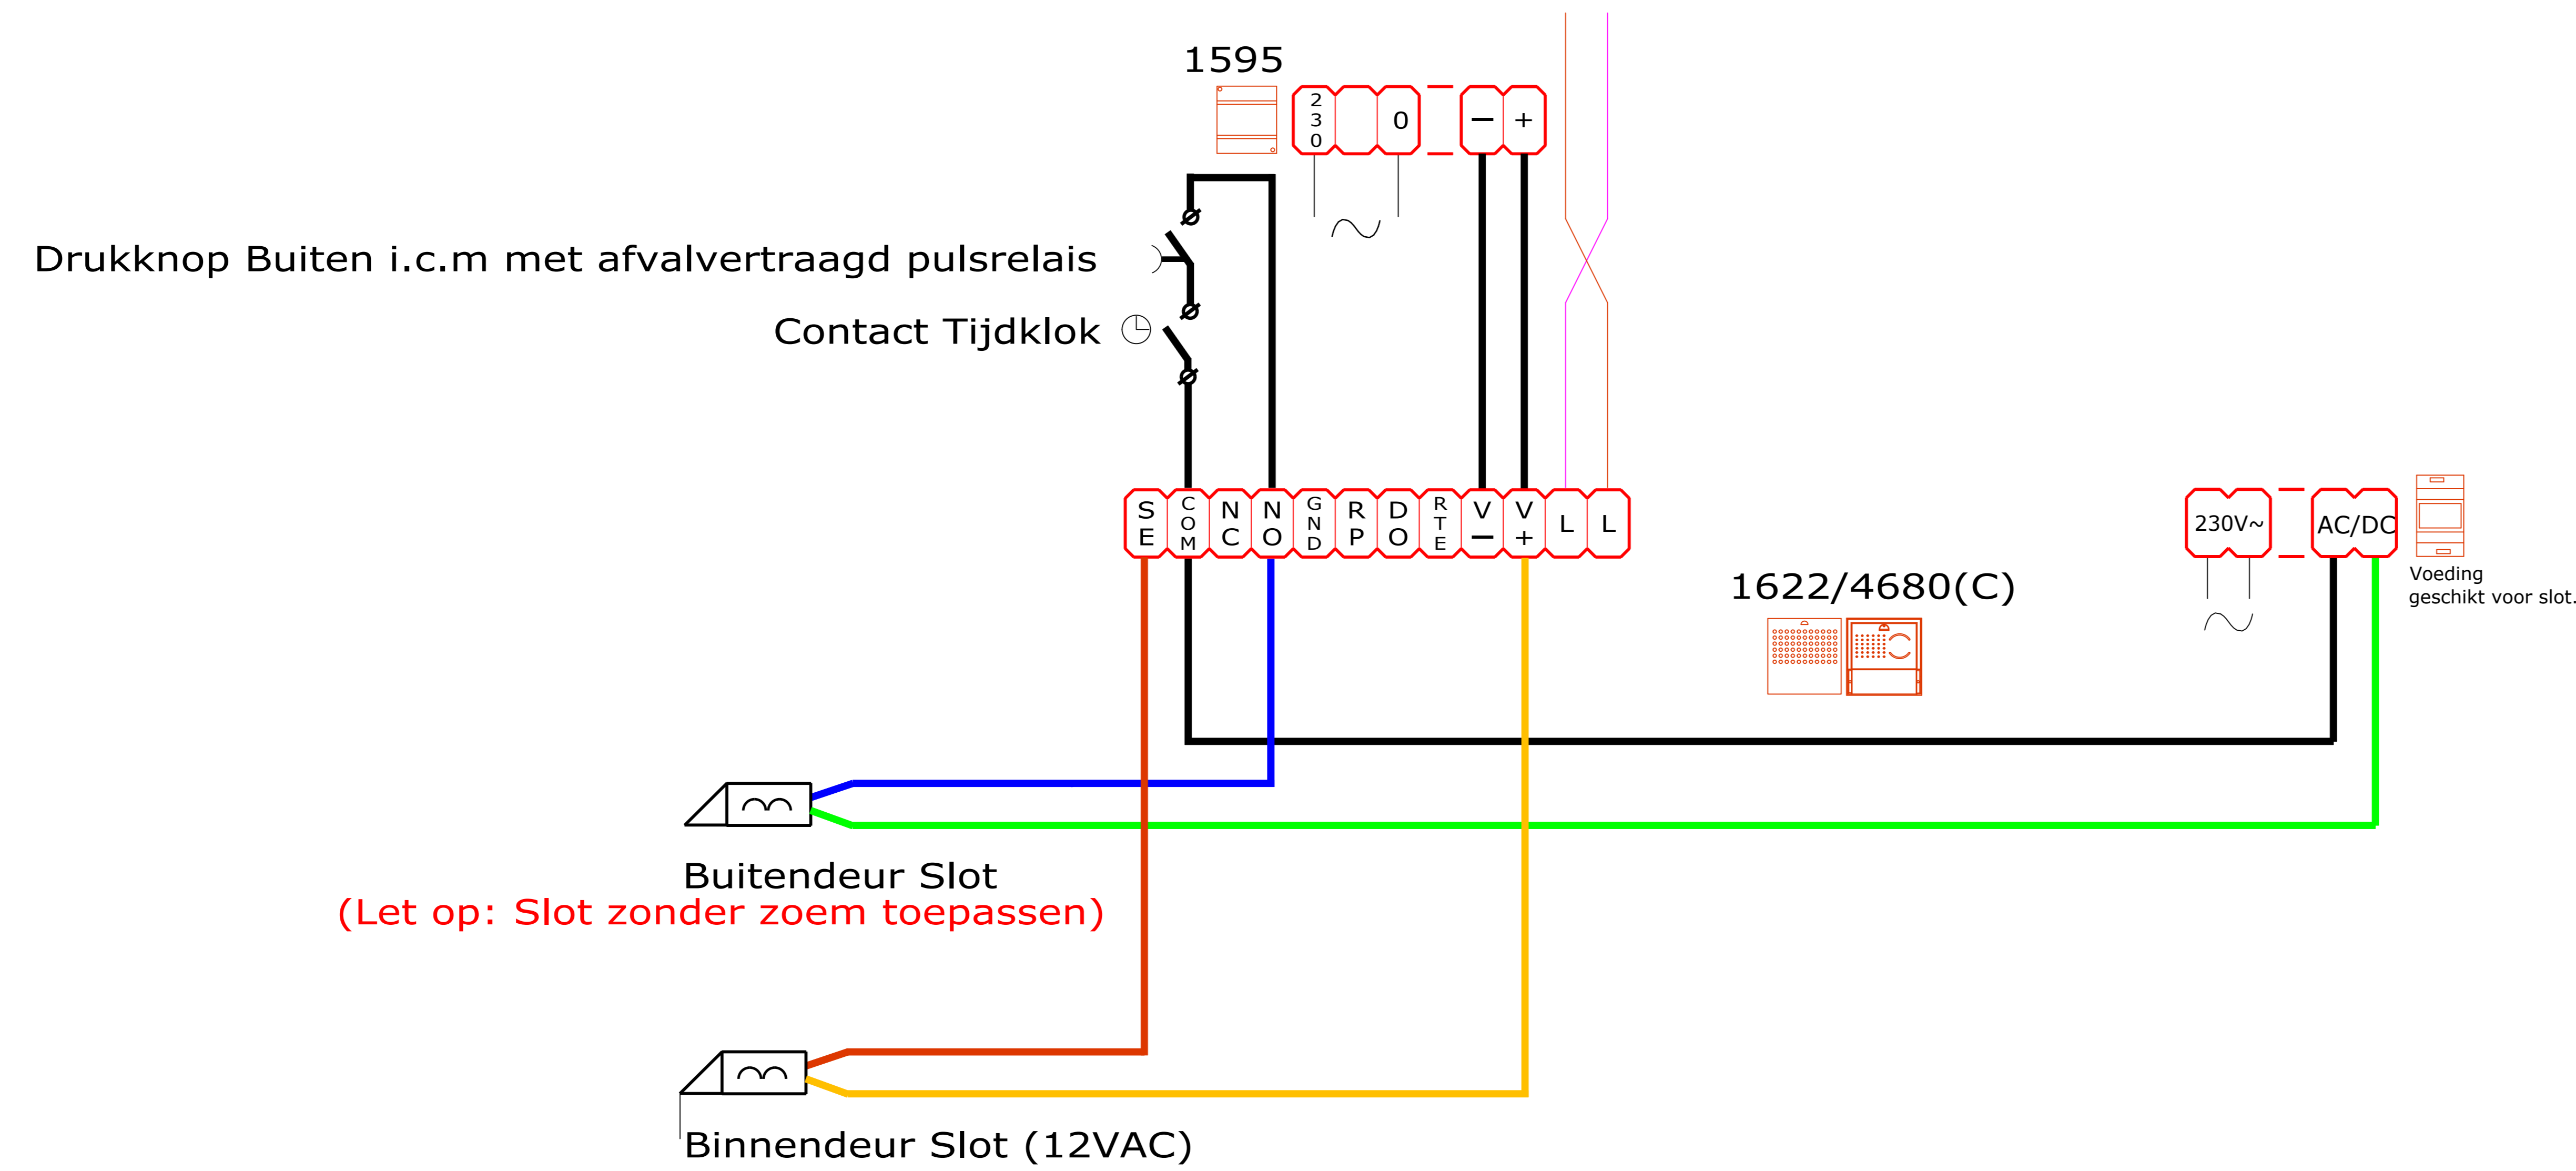 1595
230
0
— +
Drukknop Buiten i.c.m met afvalvertraagd pulsrelais
Contact Tijdklok
SE COM NC NO GND RP DO RTE V— V+ L L
230V~ AC/DC
Voeding
geschikt voor slot.
1622/4680(C)
Buitendeur Slot
(Let op: Slot zonder zoem toepassen)
Binnendeur Slot (12VAC)